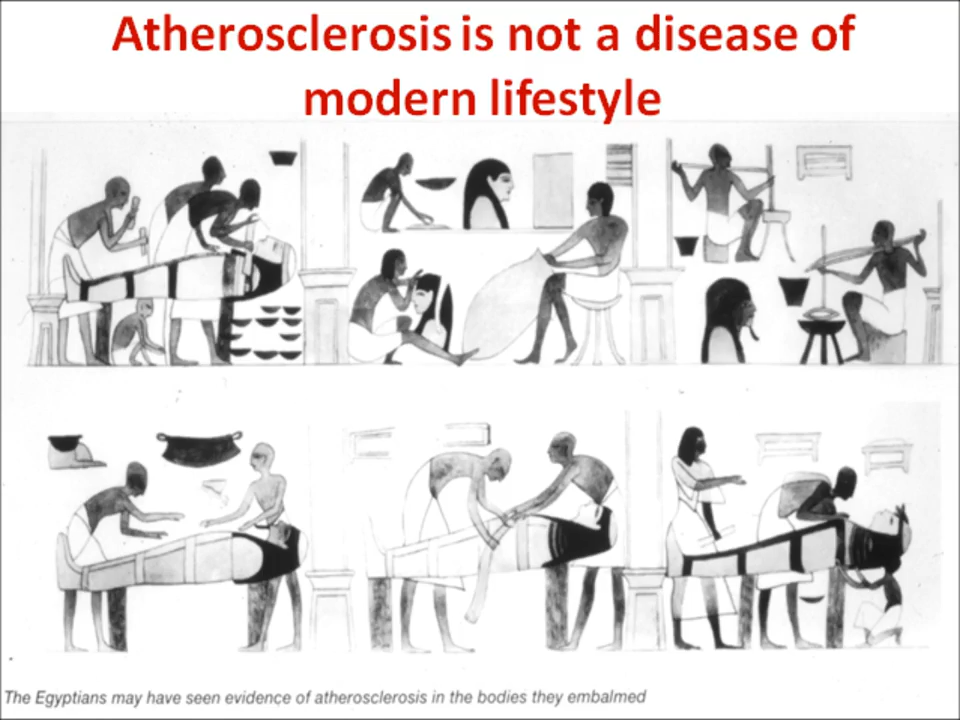 Atherosclerosis is not a disease of
modern lifestyle
The Egyptians may have seen evidence of atherosclerosis in the bodies they embalmed